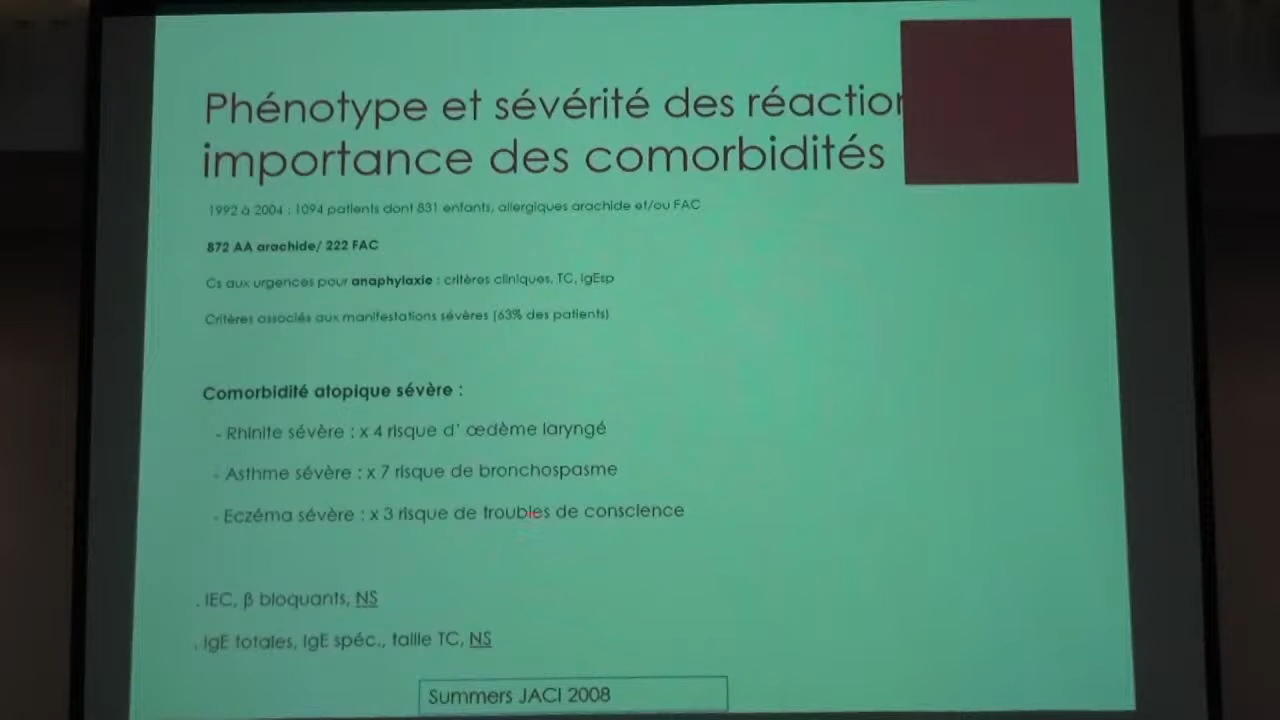 Phénotype et sévérité des réaction
importance des comorbidités
1992 à 2004 : 1094 patients dont 831 enfants, allergiques arachide et/ou FAC
872 AA arachide/ 222 FAC
Cs aux urgences pour anaphylaxie : critères cliniques, TC, IgEsp
Critères associés aux manifestations sévères (63% des patients)
Comorbidité atopique sévère :
- Rhinite sévère : x 4 risque d' œdème laryngé
- Asthme sévère : x 7 risque de bronchospasme
- Eczéma sévère : x 3 risque de troubles de conscience
. IEC, β bloquants, NS
. IgE totales, IgE spéc., taille TC, NS
Summers JACI 2008